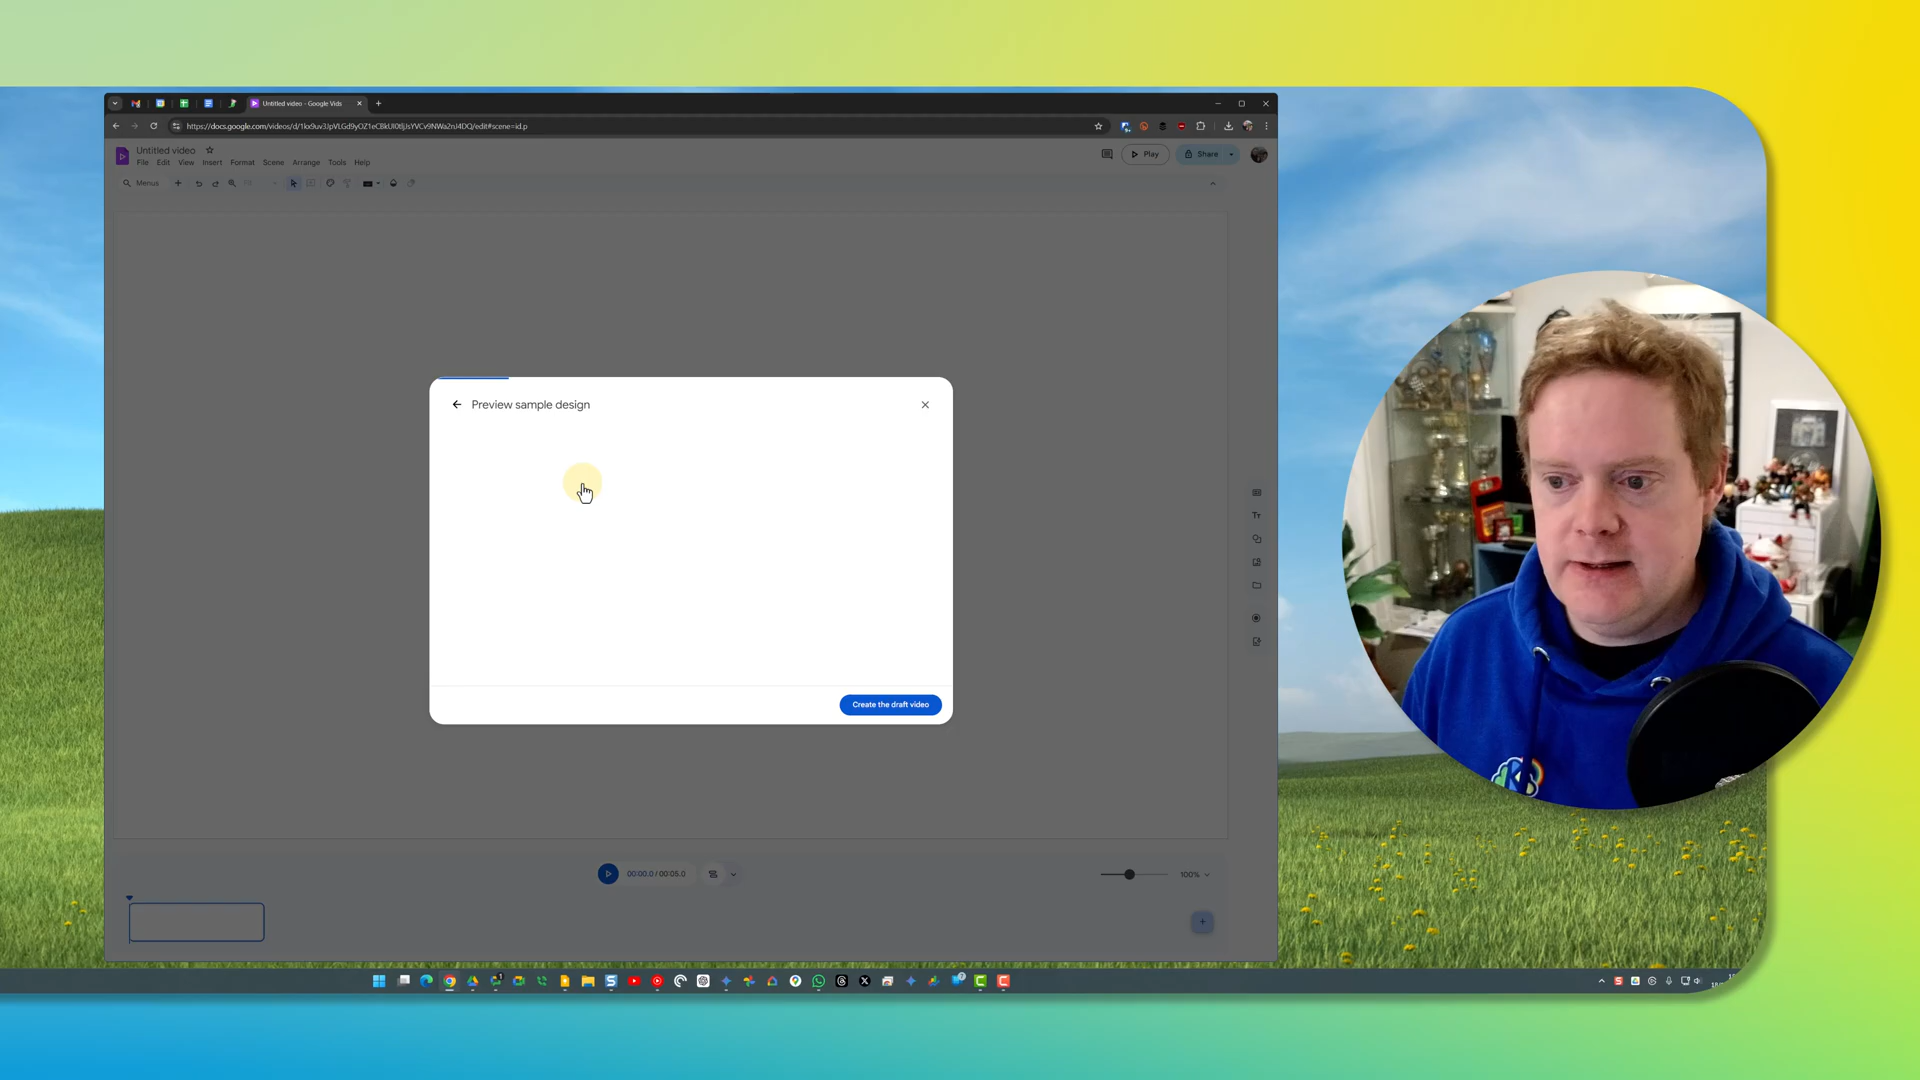 Untitled video - Google Vids
Untitled video
File Edit View Insert Format Scene Arrange Tools Help
Play
Share
Menus
Preview sample design
Create the draft video
00:00.0 / 00:05.0
100%